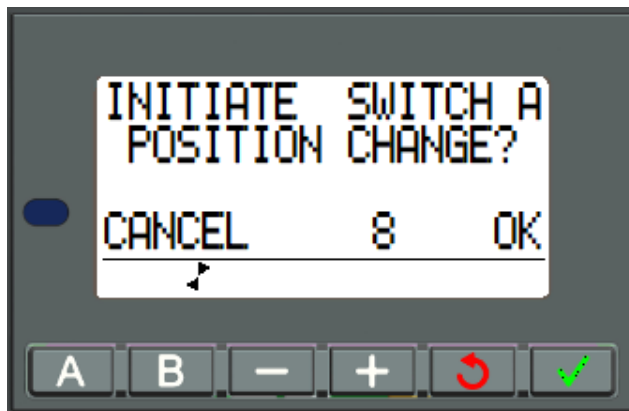 INITIATE SWITCH A
POSITION CHANGE?
CANCEL 8 OK
A B − +